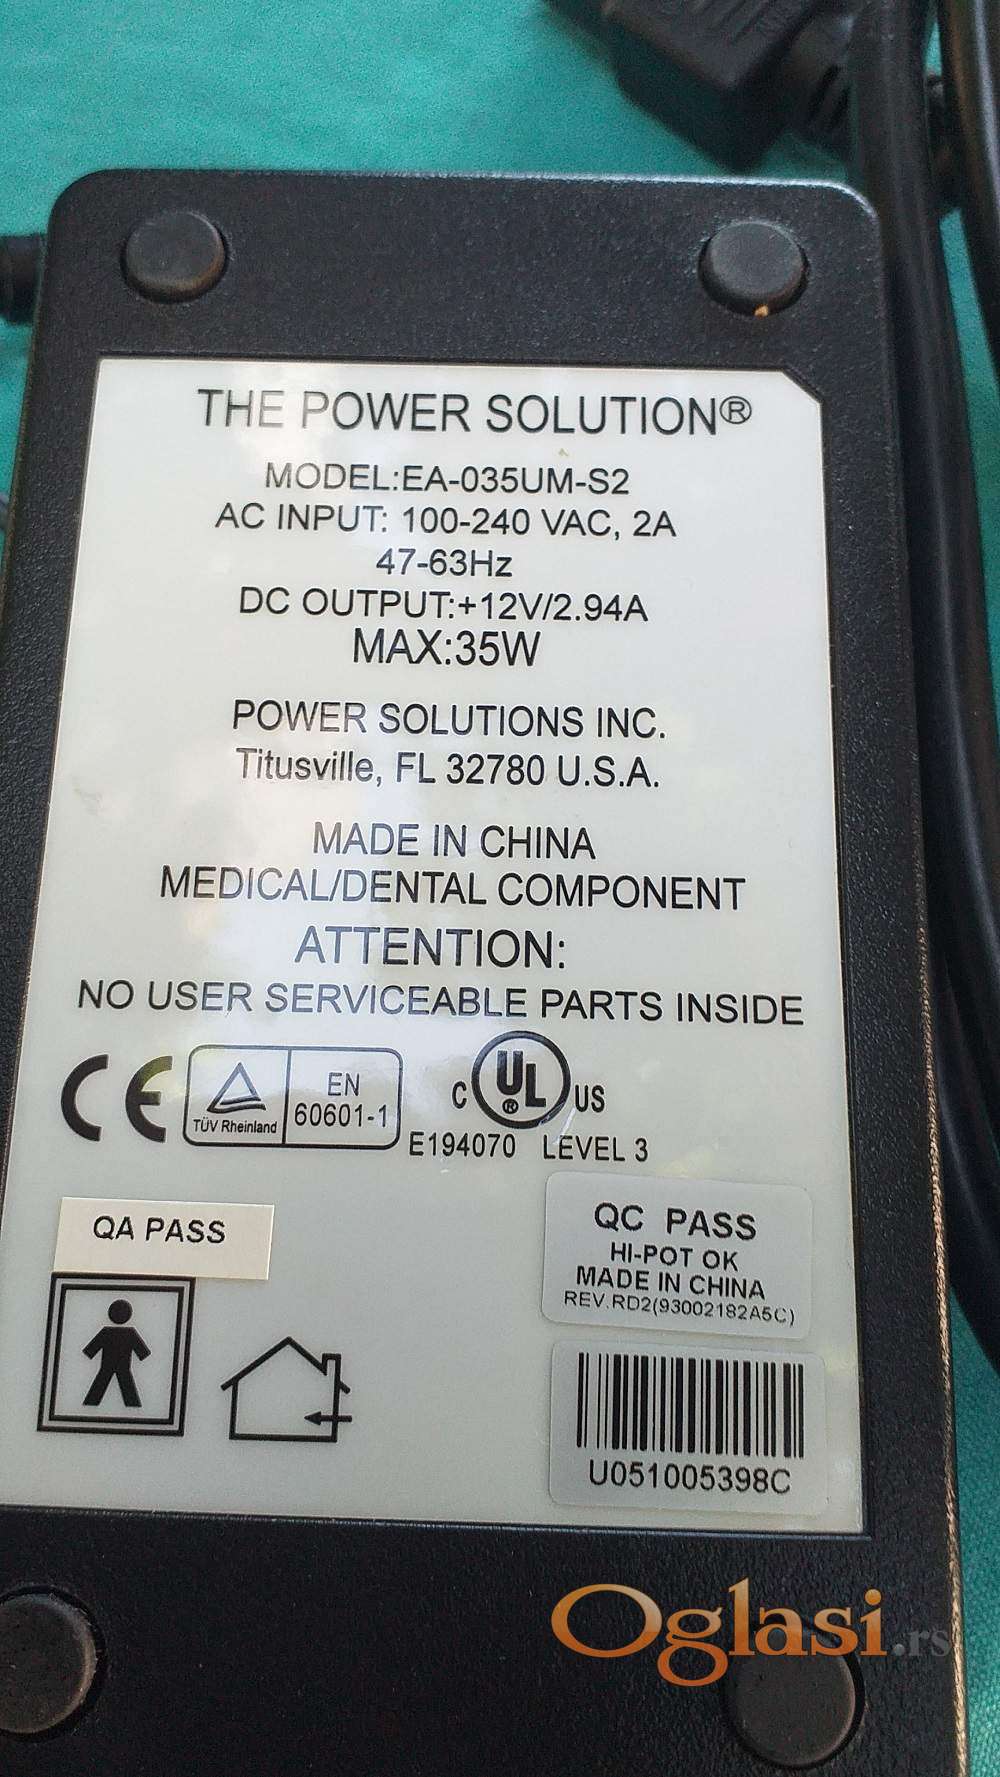 THE POWER SOLUTION®
MODEL:EA-035UM-S2
AC INPUT: 100-240 VAC, 2A
47-63Hz
DC OUTPUT:+12V/2.94A
MAX:35W
POWER SOLUTIONS INC.
Titusville, FL 32780 U.S.A.
MADE IN CHINA
MEDICAL/DENTAL COMPONENT
ATTENTION:
NO USER SERVICEABLE PARTS INSIDE
CE
TÜV Rheinland
EN
60601-1
C UL® US
E194070 LEVEL 3
QA PASS
QC PASS
HI-POT OK
MADE IN CHINA
REV.RD2(93002182A5C)
U051005398C
Oglasi.rs